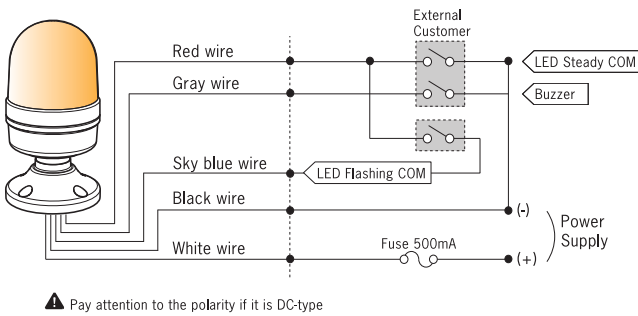 External
Customer
Red wire
LED Steady COM
Gray wire
Buzzer
Sky blue wire
LED Flashing COM
Black wire
(-)
Power
Supply
White wire
Fuse 500mA
(+)
Pay attention to the polarity if it is DC-type